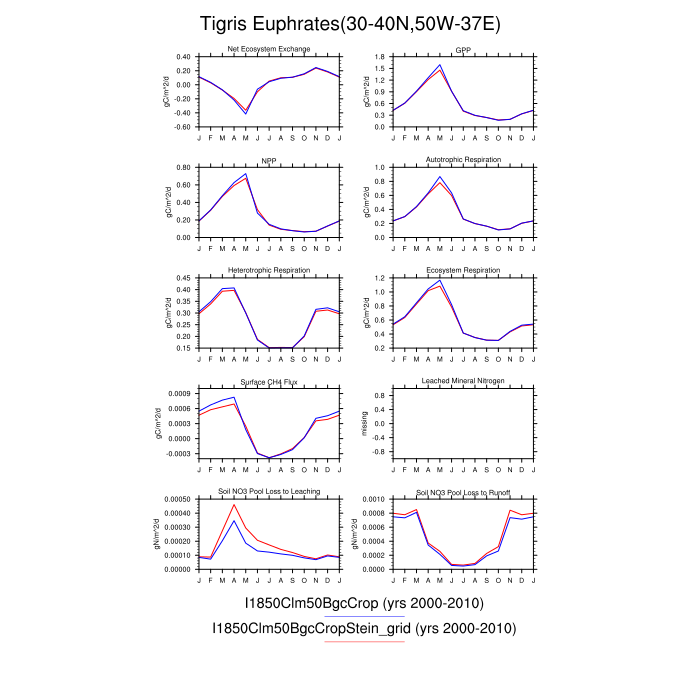 Tigris Euphrates(30-40N,50W-37E)
Net Ecosystem Exchange
gC/m^2/d
0.40
0.20
0.00
-0.20
-0.40
-0.60
J F M A M J J A S O N D J
GPP
gC/m^2/d
1.8
1.5
1.2
0.9
0.6
0.3
0.0
J F M A M J J A S O N D J
NPP
gC/m^2/d
0.80
0.60
0.40
0.20
0.00
J F M A M J J A S O N D J
Autotrophic Respiration
gC/m^2/d
1.0
0.8
0.6
0.4
0.2
0.0
J F M A M J J A S O N D J
Heterotrophic Respiration
gC/m^2/d
0.45
0.40
0.35
0.30
0.25
0.20
0.15
J F M A M J J A S O N D J
Ecosystem Respiration
gC/m^2/d
1.2
1.0
0.8
0.6
0.4
0.2
J F M A M J J A S O N D J
Surface CH4 Flux
gC/m^2/d
0.0009
0.0006
0.0003
0.0000
-0.0003
J F M A M J J A S O N D J
Leached Mineral Nitrogen
missing
0.8
0.4
0.0
-0.4
-0.8
J F M A M J J A S O N D J
Soil NO3 Pool Loss to Leaching
gN/m^2/d
0.00050
0.00040
0.00030
0.00020
0.00010
0.00000
J F M A M J J A S O N D J
Soil NO3 Pool Loss to Runoff
gN/m^2/d
0.0010
0.0008
0.0006
0.0004
0.0002
0.0000
J F M A M J J A S O N D J
I1850Clm50BgcCrop (yrs 2000-2010)
I1850Clm50BgcCropStein_grid (yrs 2000-2010)